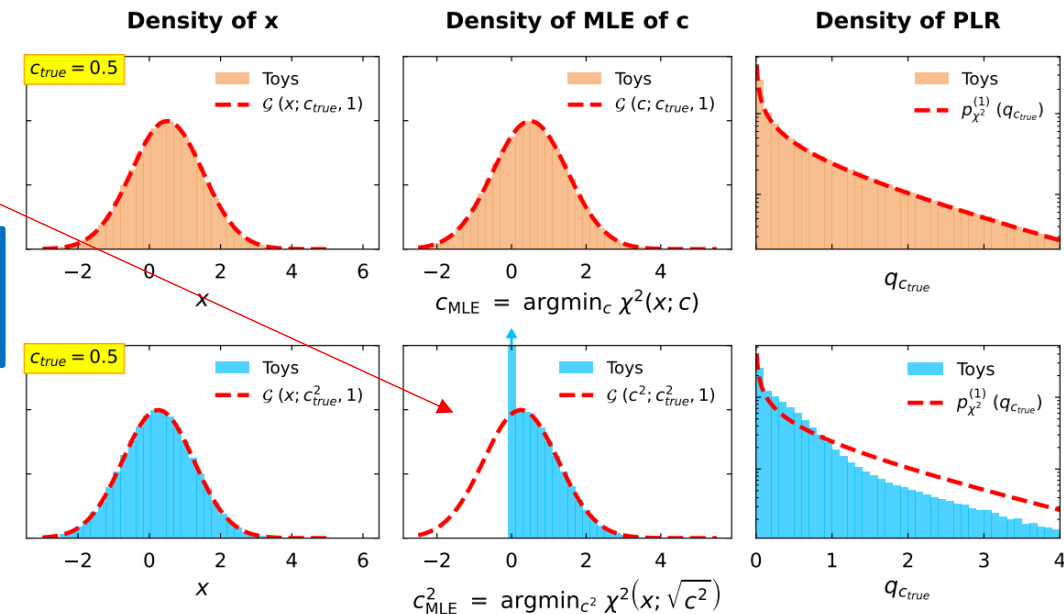 Density of x
Density of MLE of c
Density of PLR
c_true = 0.5
Toys
𝒢 (x; c_true, 1)
−2 0 2 4 6
x
Toys
𝒢 (c; c_true, 1)
−2 0 2 4
c_MLE = argmin_c χ²(x; c)
Toys
p_χ²^(1) (q_c_true)
q_c_true
c_true = 0.5
Toys
𝒢 (x; c²_true, 1)
−2 0 2 4 6
x
Toys
𝒢 (c²; c²_true, 1)
−2 0 2 4
c²_MLE = argmin_c² χ²(x; √c²)
Toys
p_χ²^(1) (q_c_true)
0 1 2 3 4
q_c_true